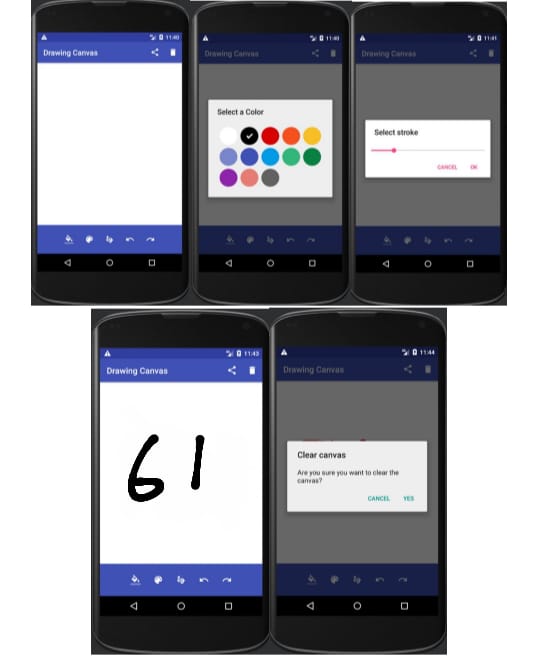 11:40
Drawing Canvas
11:40
Drawing Canvas
Select a Color
11:41
Drawing Canvas
Select stroke
CANCEL OK
11:43
Drawing Canvas
61
11:44
Drawing Canvas
Clear canvas
Are you sure you want to clear the
canvas?
CANCEL YES